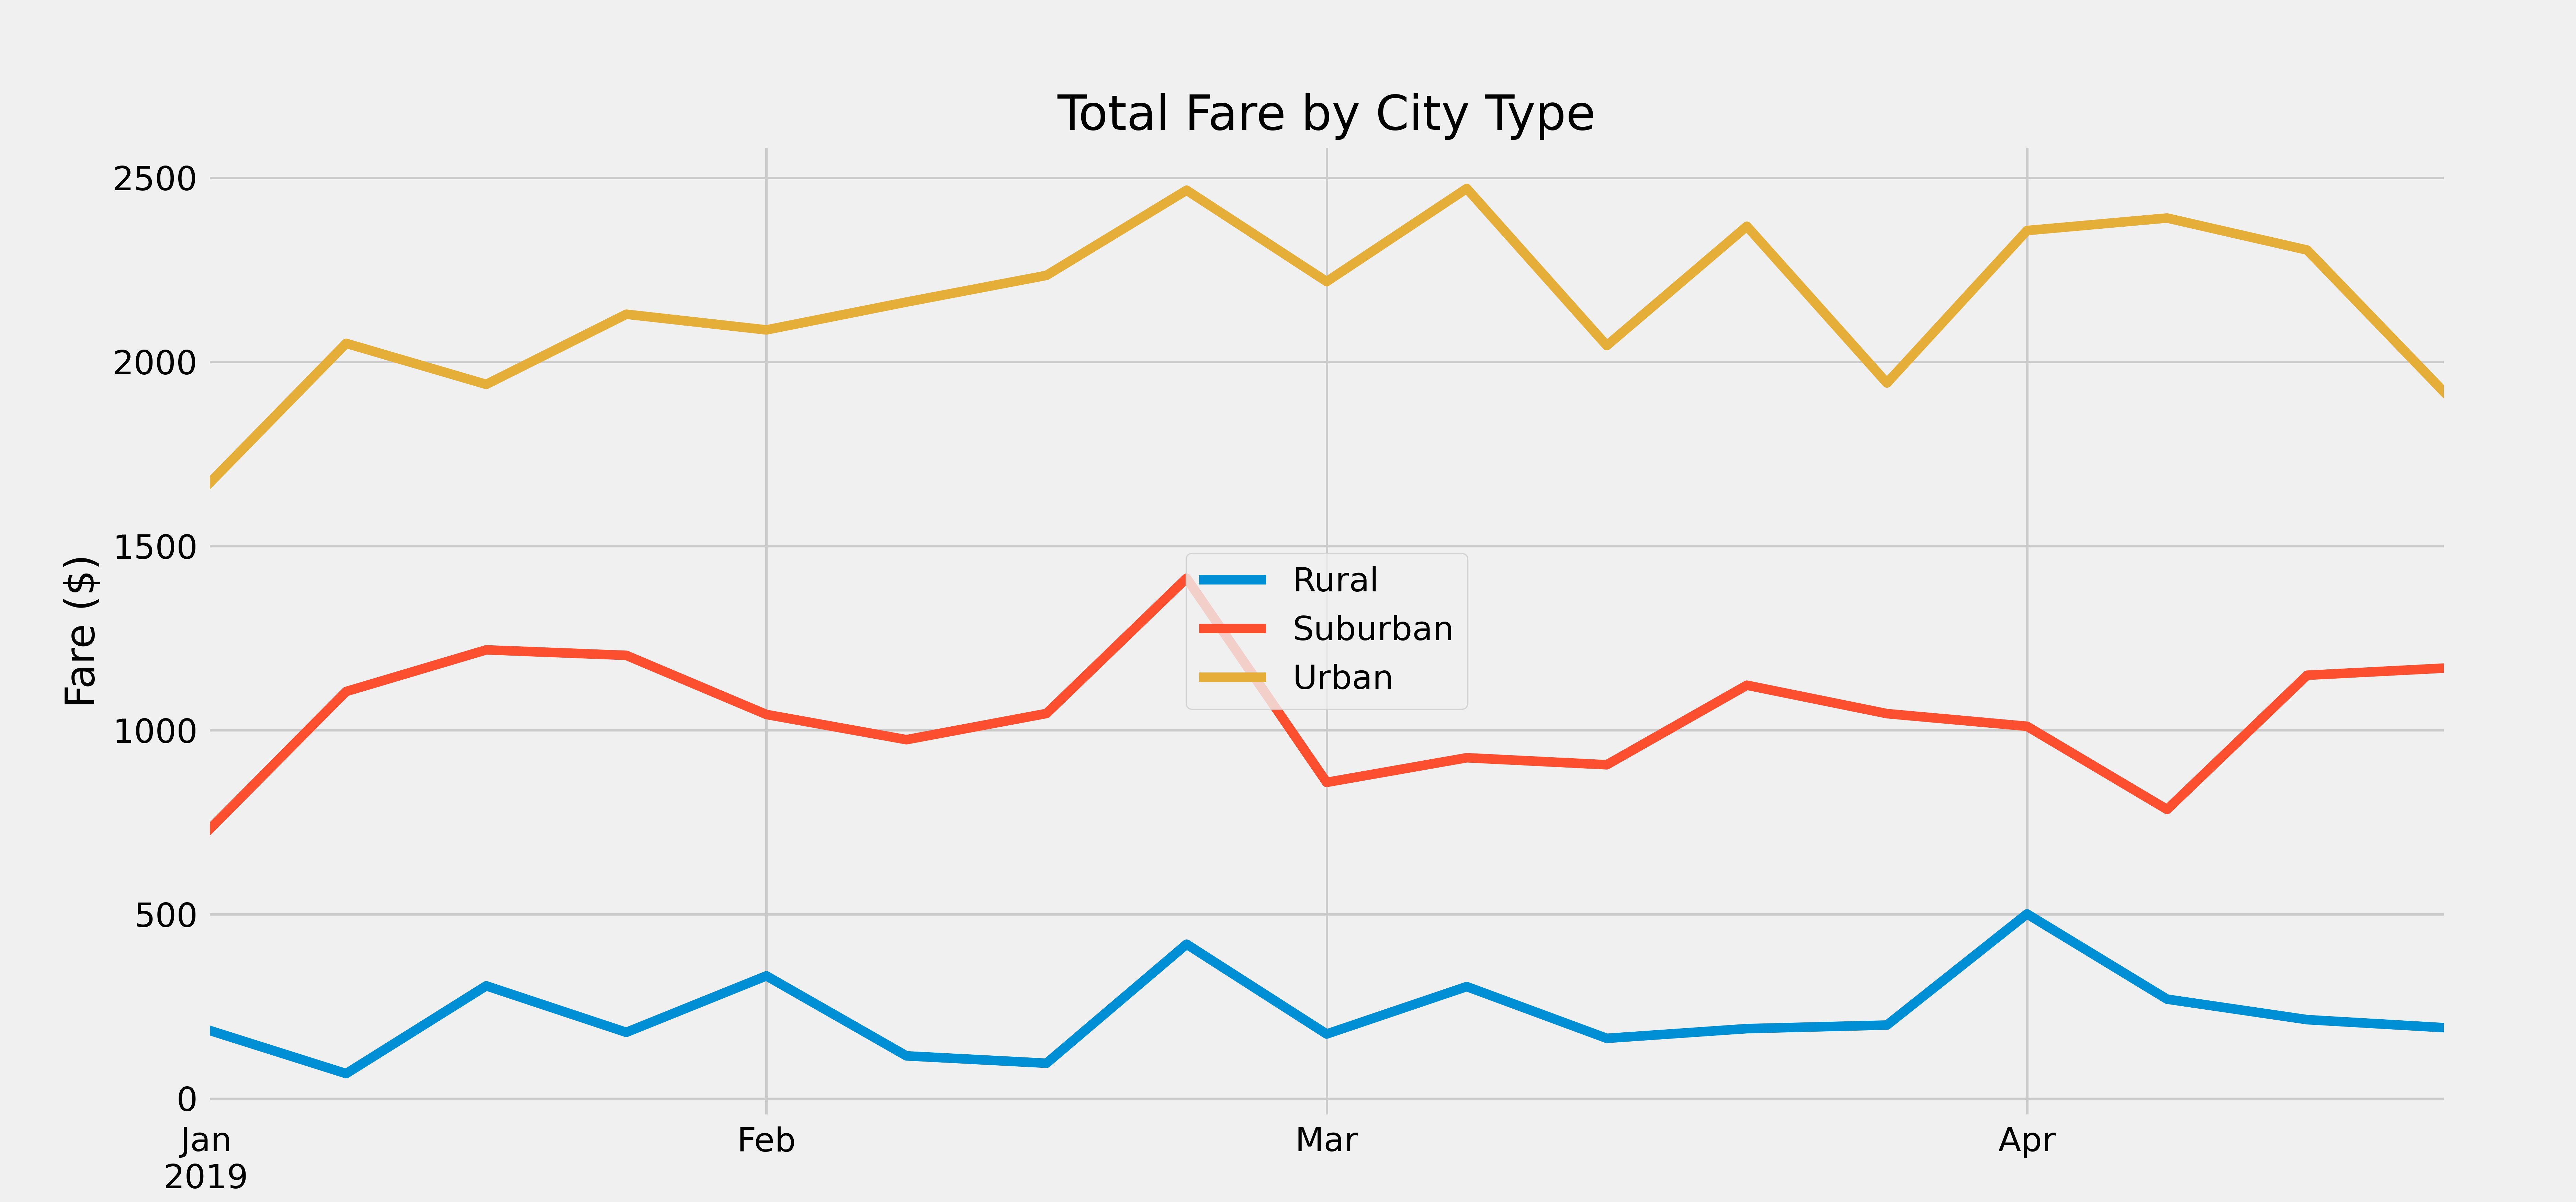 Total Fare by City Type
Fare ($)
2500
2000
1500
1000
500
0
Rural
Suburban
Urban
Jan
2019
Feb
Mar
Apr